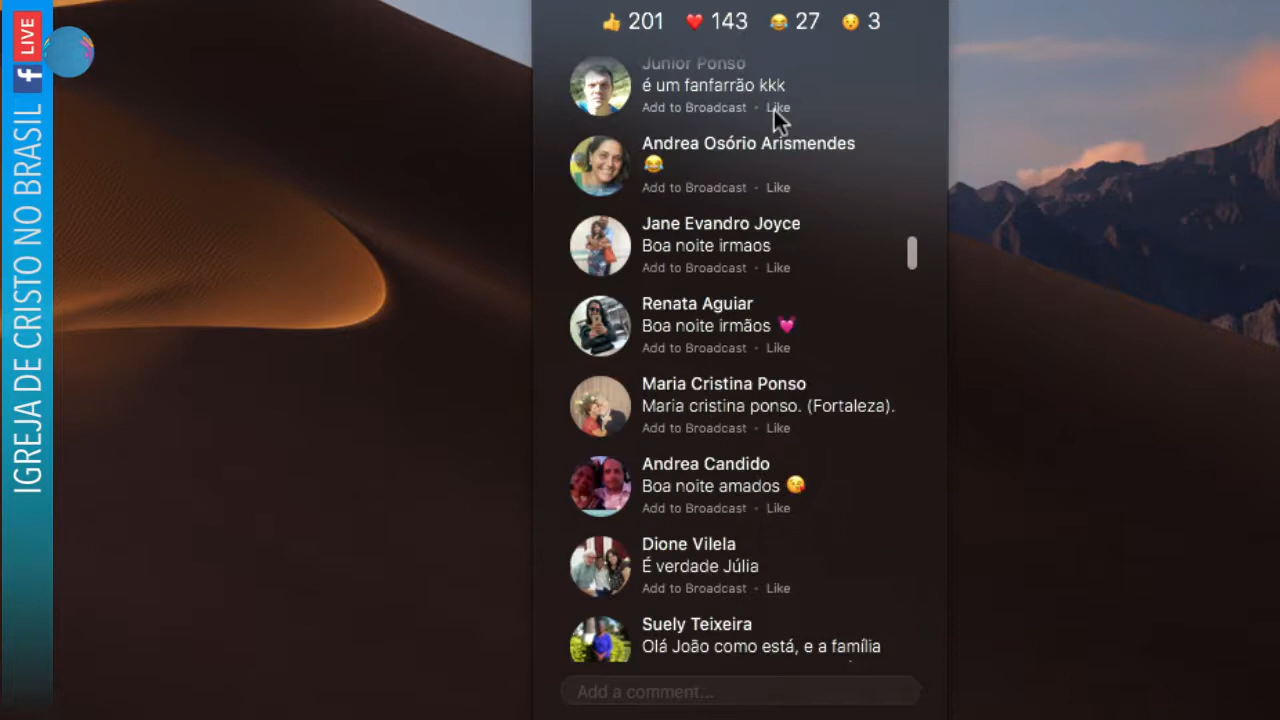 LIVE
IGREJA DE CRISTO NO BRASIL
👍 201 ❤️ 143 😂 27 😯 3
Junior Ponso
é um fanfarrão kkk
Add to Broadcast • Like
Andrea Osório Arismendes
😂
Add to Broadcast • Like
Jane Evandro Joyce
Boa noite irmaos
Add to Broadcast • Like
Renata Aguiar
Boa noite irmãos 💓
Add to Broadcast • Like
Maria Cristina Ponso
Maria cristina ponso. (Fortaleza).
Add to Broadcast • Like
Andrea Candido
Boa noite amados 😘
Add to Broadcast • Like
Dione Vilela
É verdade Júlia
Add to Broadcast • Like
Suely Teixeira
Olá João como está, e a família
Add a comment...